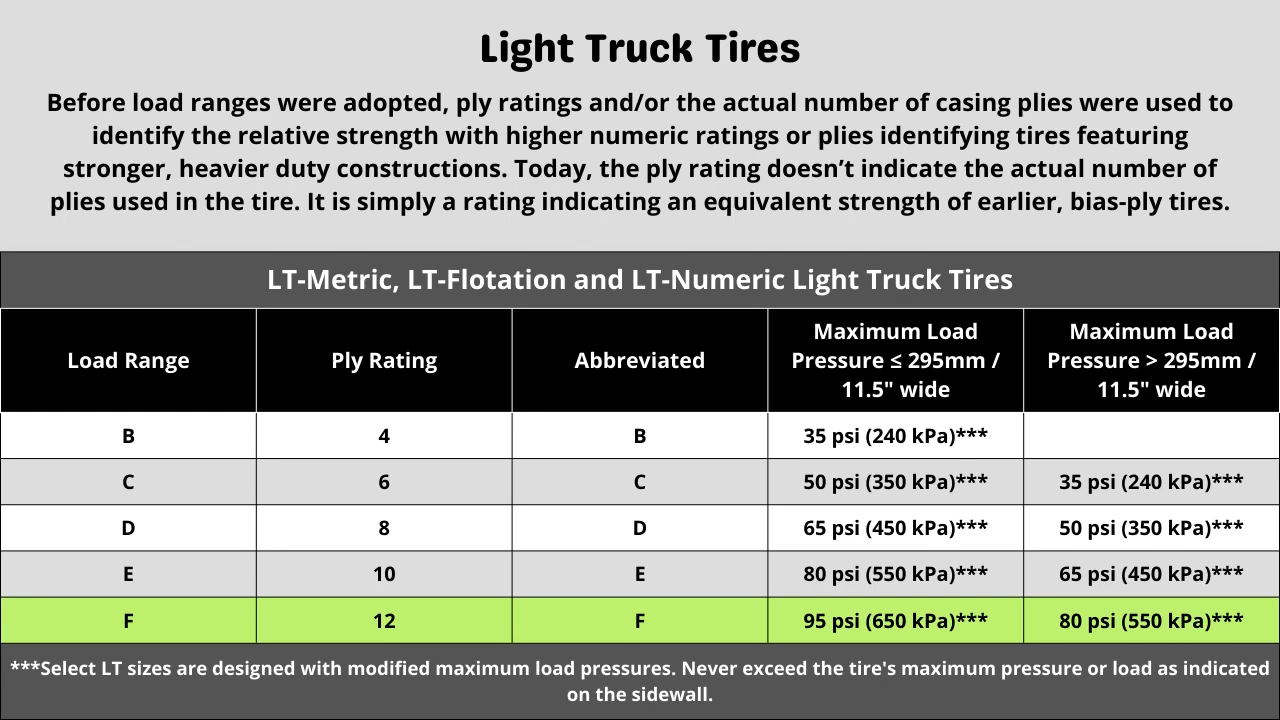 Light Truck Tires
Before load ranges were adopted, ply ratings and/or the actual number of casing plies were used to
identify the relative strength with higher numeric ratings or plies identifying tires featuring
stronger, heavier duty constructions. Today, the ply rating doesn’t indicate the actual number of
plies used in the tire. It is simply a rating indicating an equivalent strength of earlier, bias-ply tires.
LT-Metric, LT-Flotation and LT-Numeric Light Truck Tires
Load Range Ply Rating Abbreviated Maximum Load Pressure ≤ 295mm / 11.5" wide Maximum Load Pressure > 295mm / 11.5" wide
B 4 B 35 psi (240 kPa)***
C 6 C 50 psi (350 kPa)*** 35 psi (240 kPa)***
D 8 D 65 psi (450 kPa)*** 50 psi (350 kPa)***
E 10 E 80 psi (550 kPa)*** 65 psi (450 kPa)***
F 12 F 95 psi (650 kPa)*** 80 psi (550 kPa)***
***Select LT sizes are designed with modified maximum load pressures. Never exceed the tire's maximum pressure or load as indicated
on the sidewall.